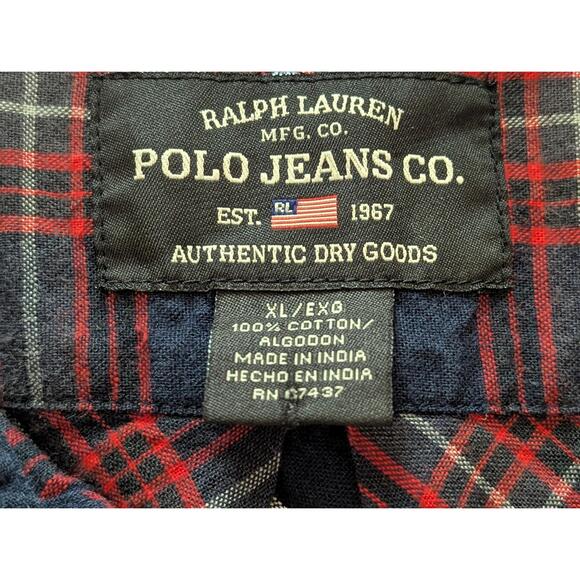 RALPH LAUREN
MFG. CO.
POLO JEANS CO.
EST. RL 1967
AUTHENTIC DRY GOODS
XL/EXG
100% COTTON/
ALGODON
MADE IN INDIA
HECHO EN INDIA
RN 67437